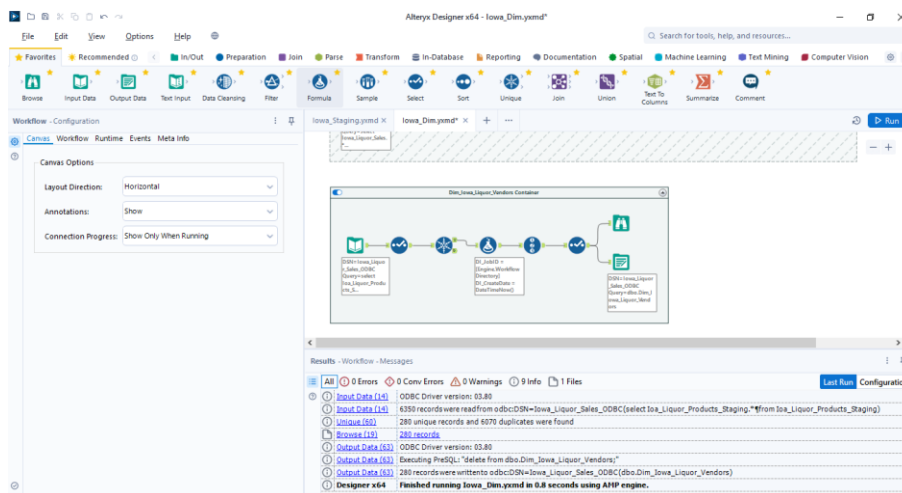 Alteryx Designer x64 - Iowa_Dim.yxmd*
File Edit View Options Help
Search for tools, help, and resources...
Favorites Recommended In/Out Preparation Join Parse Transform In-Database Reporting Documentation Spatial Machine Learning Text Mining Computer Vision
Browse Input Data Output Data Text Input Data Cleansing Filter Formula Sample Select Sort Unique Join Union Text To Columns Summarize Comment
Workflow - Configuration
Iowa_Staging.yxmd Iowa_Dim.yxmd*
Run
Canvas Workflow Runtime Events Meta Info
Canvas Options
Layout Direction: Horizontal
Annotations: Show
Connection Progress: Show Only When Running
Iowa_Liquor_Sales
Dim_Iowa_Liquor_Vendors Container
DSN=Iowa_Liquo
r_Sales_ODBC
Query=select
Ioa_Liquor_Produ
cts_S...
DI_JobID =
[Engine.Workflow
Directory]
DI_CreateDate =
DateTimeNow()
DSN=Iowa_Liquor
_Sales_ODBC
Query=dbo.Dim_I
owa_Liquor_Vend
ors
Results - Workflow - Messages
All 0 Errors 0 Conv Errors 0 Warnings 9 Info 1 Files
Last Run Configuratio
Input Data (14) ODBC Driver version: 03.80
Input Data (14) 6350 records were read from odbc:DSN=Iowa_Liquor_Sales_ODBC(select Ioa_Liquor_Products_Staging.*¶from Ioa_Liquor_Products_Staging)
Unique (60) 280 unique records and 6070 duplicates were found
Browse (19) 280 records
Output Data (63) ODBC Driver version: 03.80
Output Data (63) Executing PreSQL: "delete from dbo.Dim_Iowa_Liquor_Vendors;"
Output Data (63) 280 records were written to odbc:DSN=Iowa_Liquor_Sales_ODBC(dbo.Dim_Iowa_Liquor_Vendors)
Designer x64 Finished running Iowa_Dim.yxmd in 0.8 seconds using AMP engine.